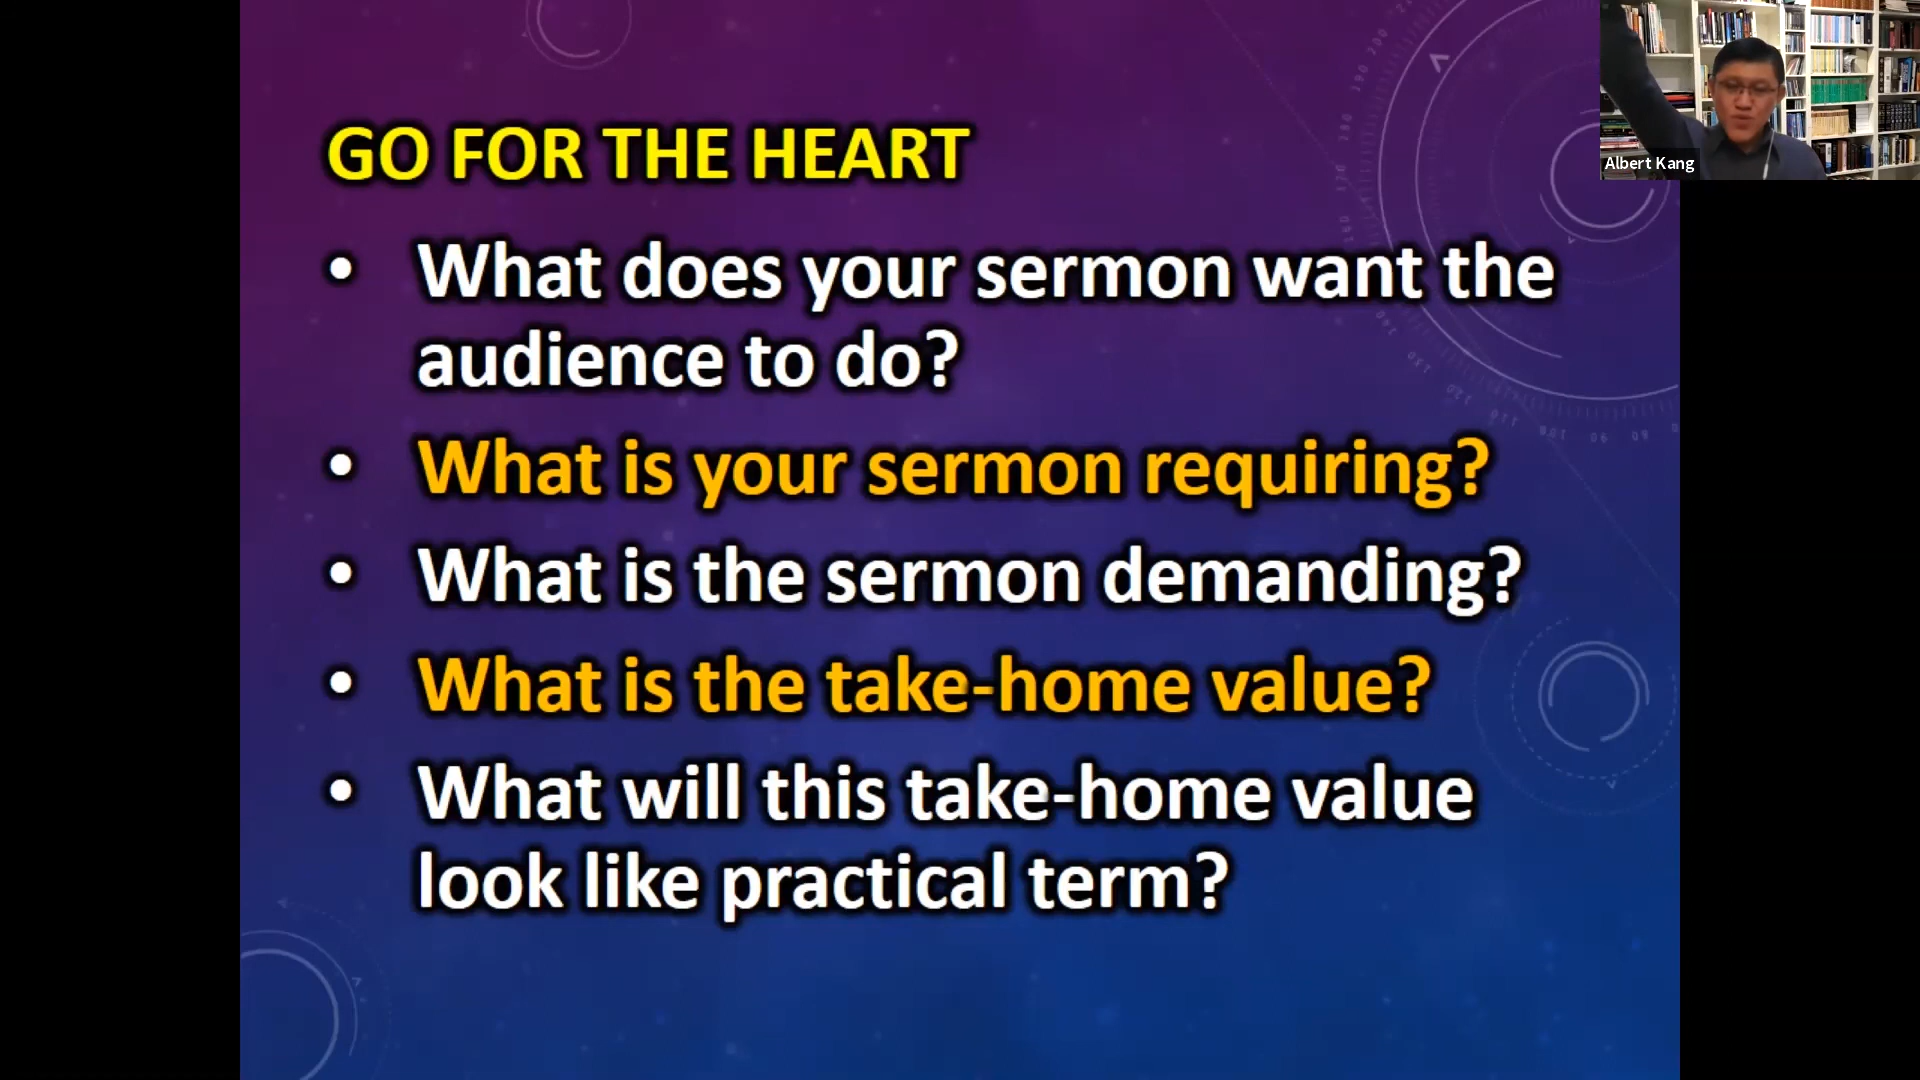 GO FOR THE HEART
• What does your sermon want the
audience to do?
• What is your sermon requiring?
• What is the sermon demanding?
• What is the take-home value?
• What will this take-home value
look like practical term?
Albert Kang